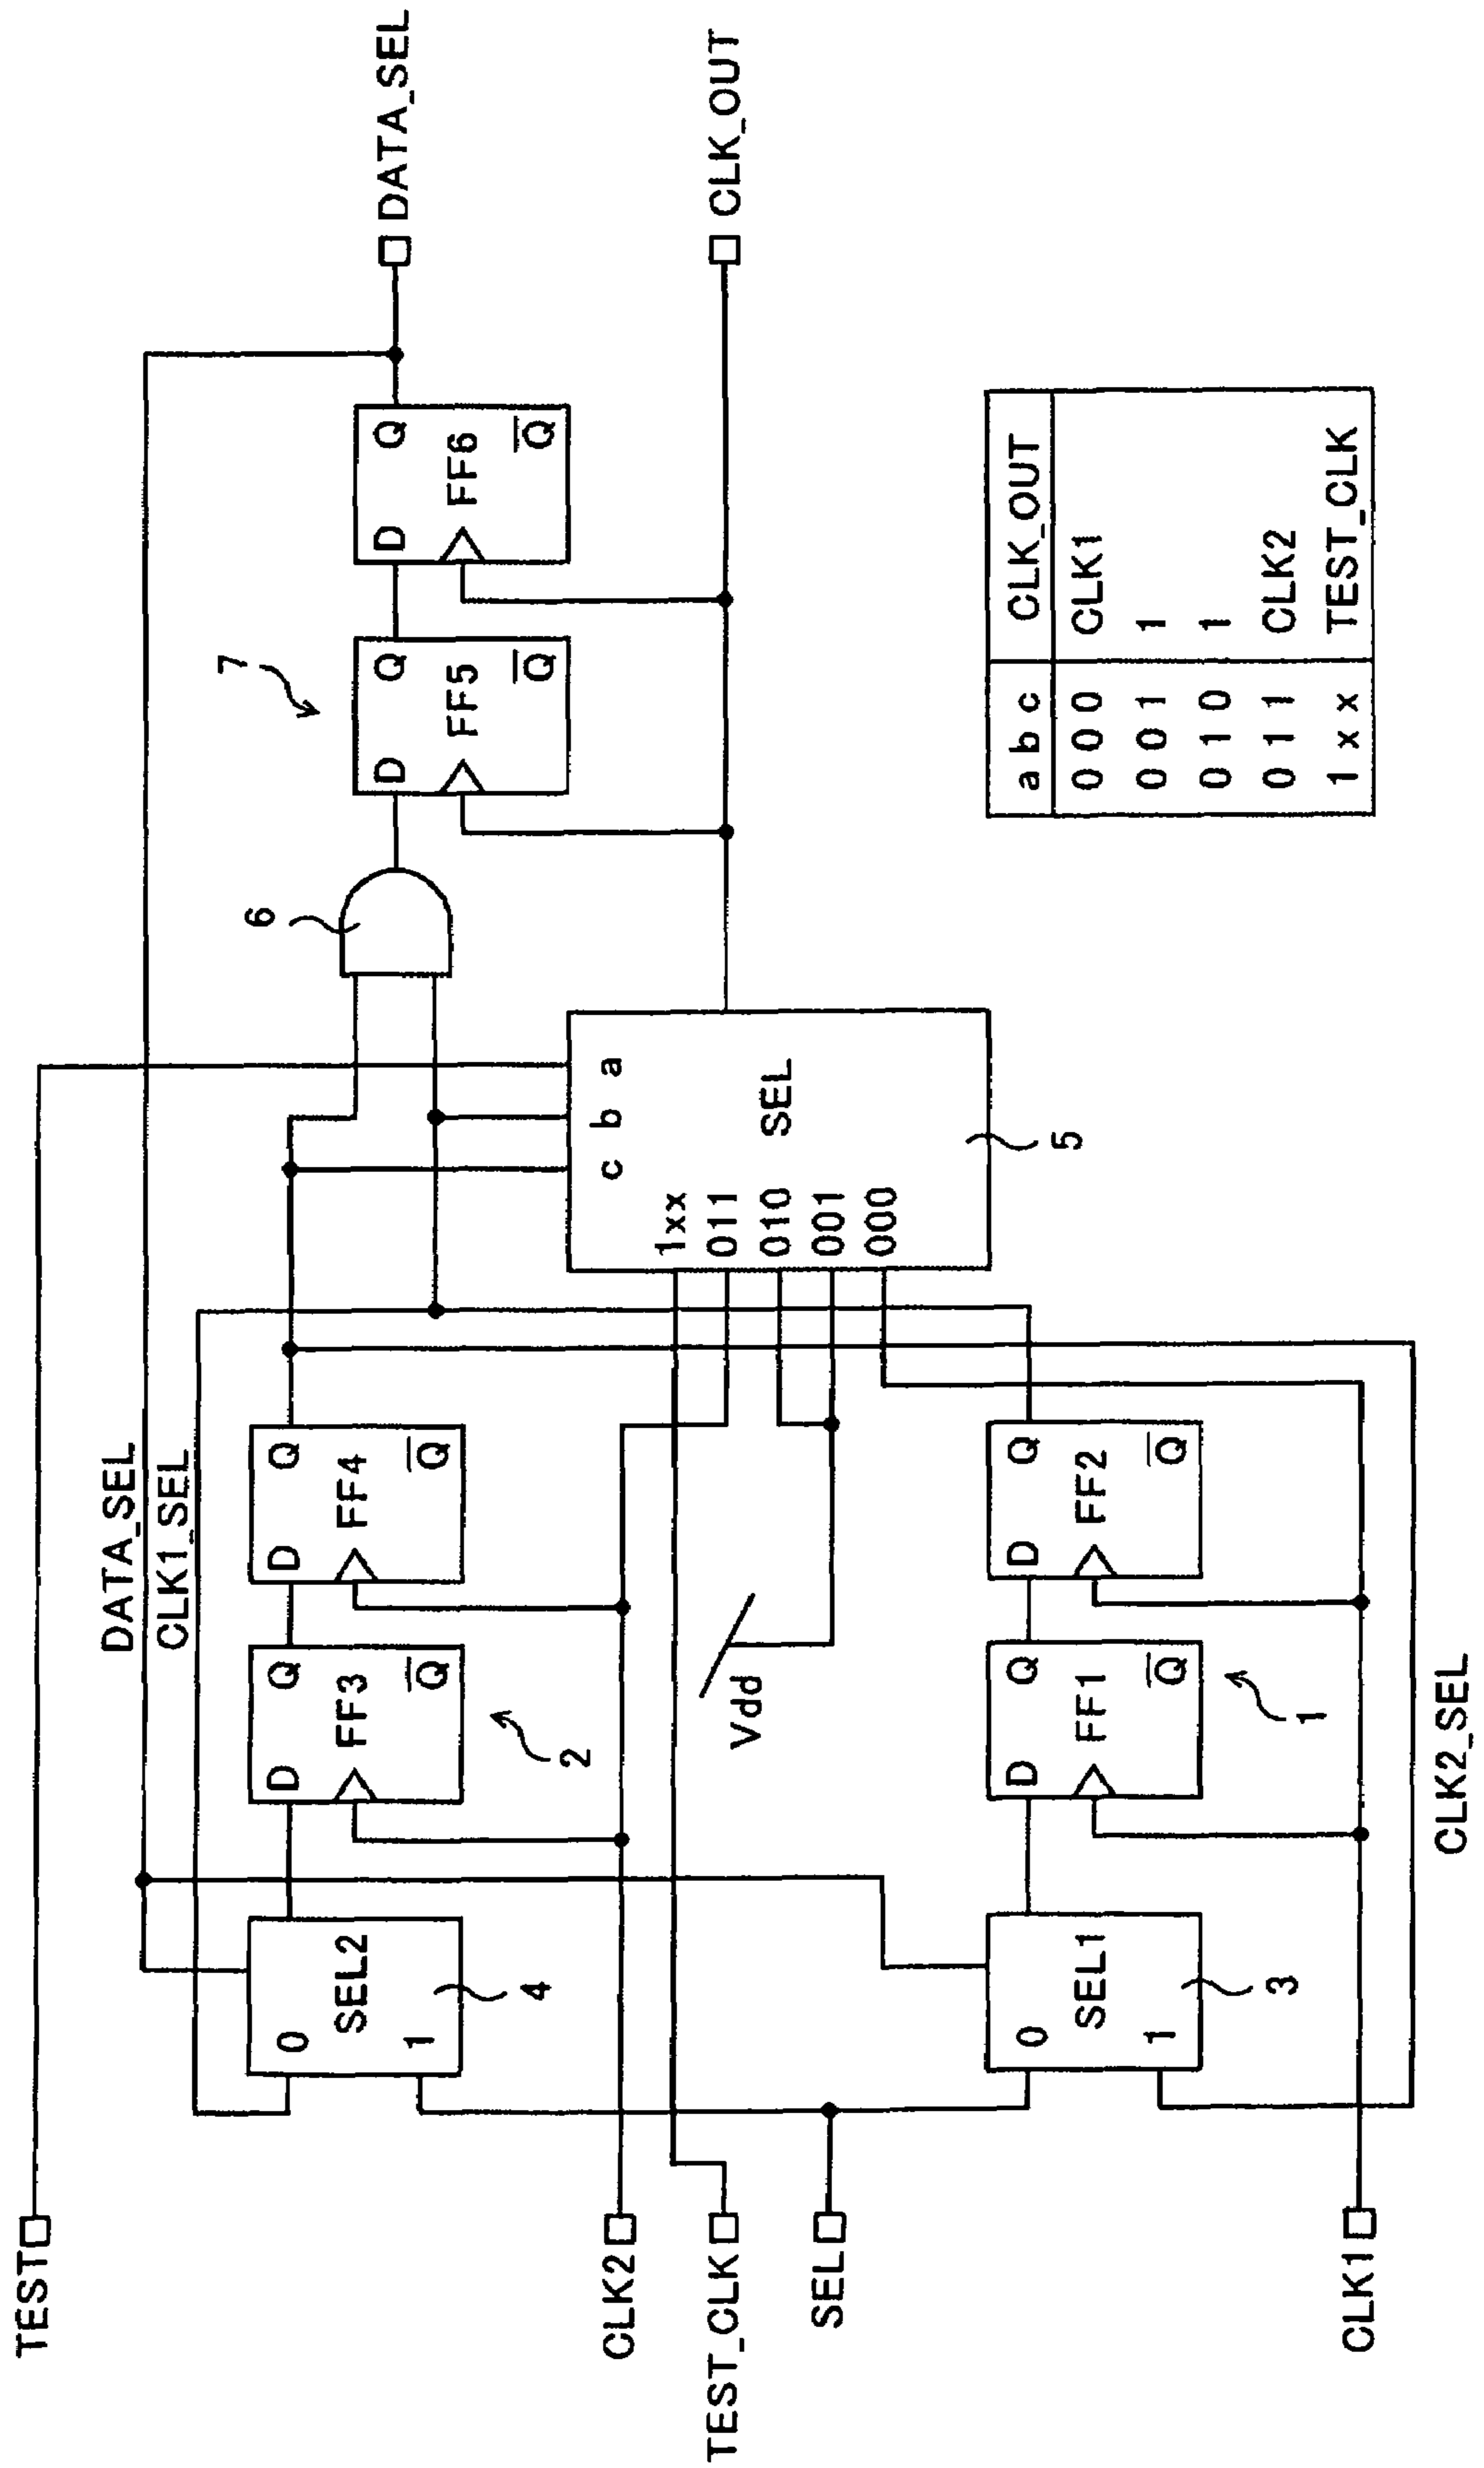 TEST
CLK2
TEST_CLK
SEL
CLK1
DATA_SEL
CLK1_SEL
CLK2_SEL
0
SEL2
1
4
D Q
FF3
Q̅
2
D Q
FF4
Q̅
0
SEL1
1
3
D Q
FF1
Q̅
1
D Q
FF2
Q̅
Vdd
c b a
1xx
011
010
001
000
SEL
5
6
7
D Q
FF5
Q̅
D Q
FF6
Q̅
DATA_SEL
CLK_OUT
a b c CLK_OUT
0 0 0 CLK1
0 0 1 1
0 1 0 1
0 1 1 CLK2
1 x x TEST_CLK